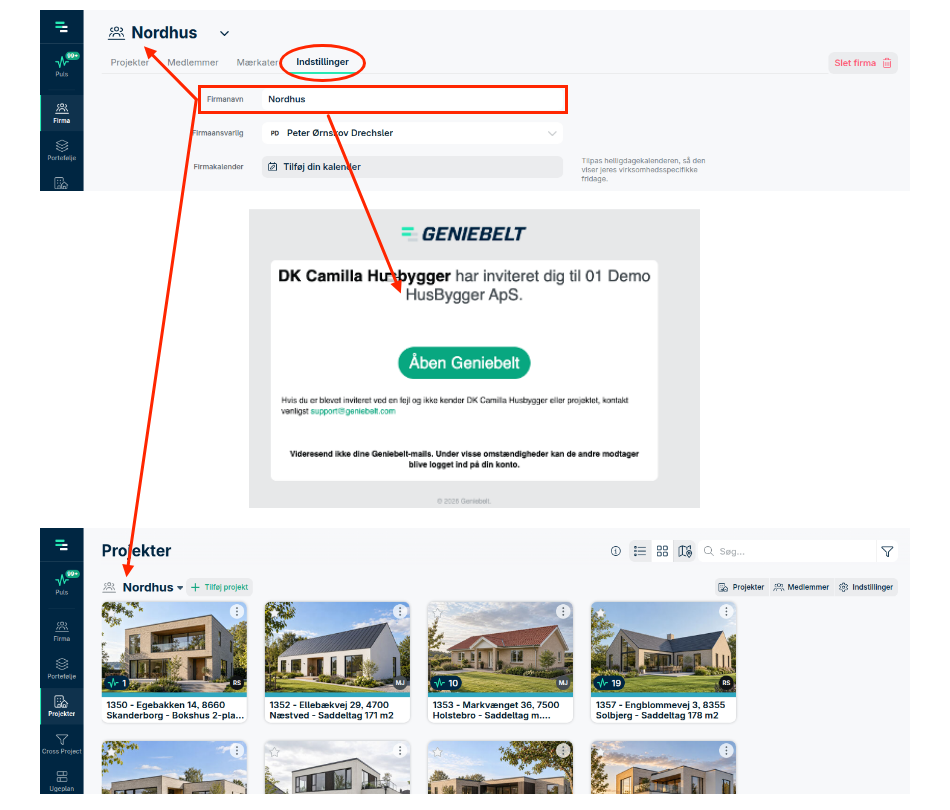 Nordhus
99+
Puls
Projekter Medlemmer Mærkater Indstillinger
Slet firma
Firmanavn Nordhus
Firma
Firmaansvarlig PD Peter Ørnskov Drechsler
Portefølje
Firmakalender Tilføj din kalender
Tilpas helligdagekalenderen, så den
viser jeres virksomhedsspecifikke
fridage.
GENIEBELT
DK Camilla Husbygger har inviteret dig til 01 Demo
HusBygger ApS.
Åben Geniebelt
Hvis du er blevet inviteret ved en fejl og ikke kender DK Camilla Husbygger eller projektet, kontakt
venligst support@geniebelt.com
Videresend ikke dine Geniebelt-mails. Under visse omstændigheder kan de andre modtager
blive logget ind på din konto.
© 2026 Geniebelt.
Projekter
Søg...
99+
Puls
Nordhus
Tilføj projekt
Projekter Medlemmer Indstillinger
Firma
Portefølje
Projekter
Cross Project
Ugeplan
1 RS
1350 - Egebakken 14, 8660
Skanderborg - Bokshus 2-pla...
MJ
1352 - Ellebækvej 29, 4700
Næstved - Saddeltag 171 m2
10 MJ
1353 - Markvænget 36, 7500
Holstebro - Saddeltag m....
19 RS
1357 - Engblommevej 3, 8355
Solbjerg - Saddeltag 178 m2